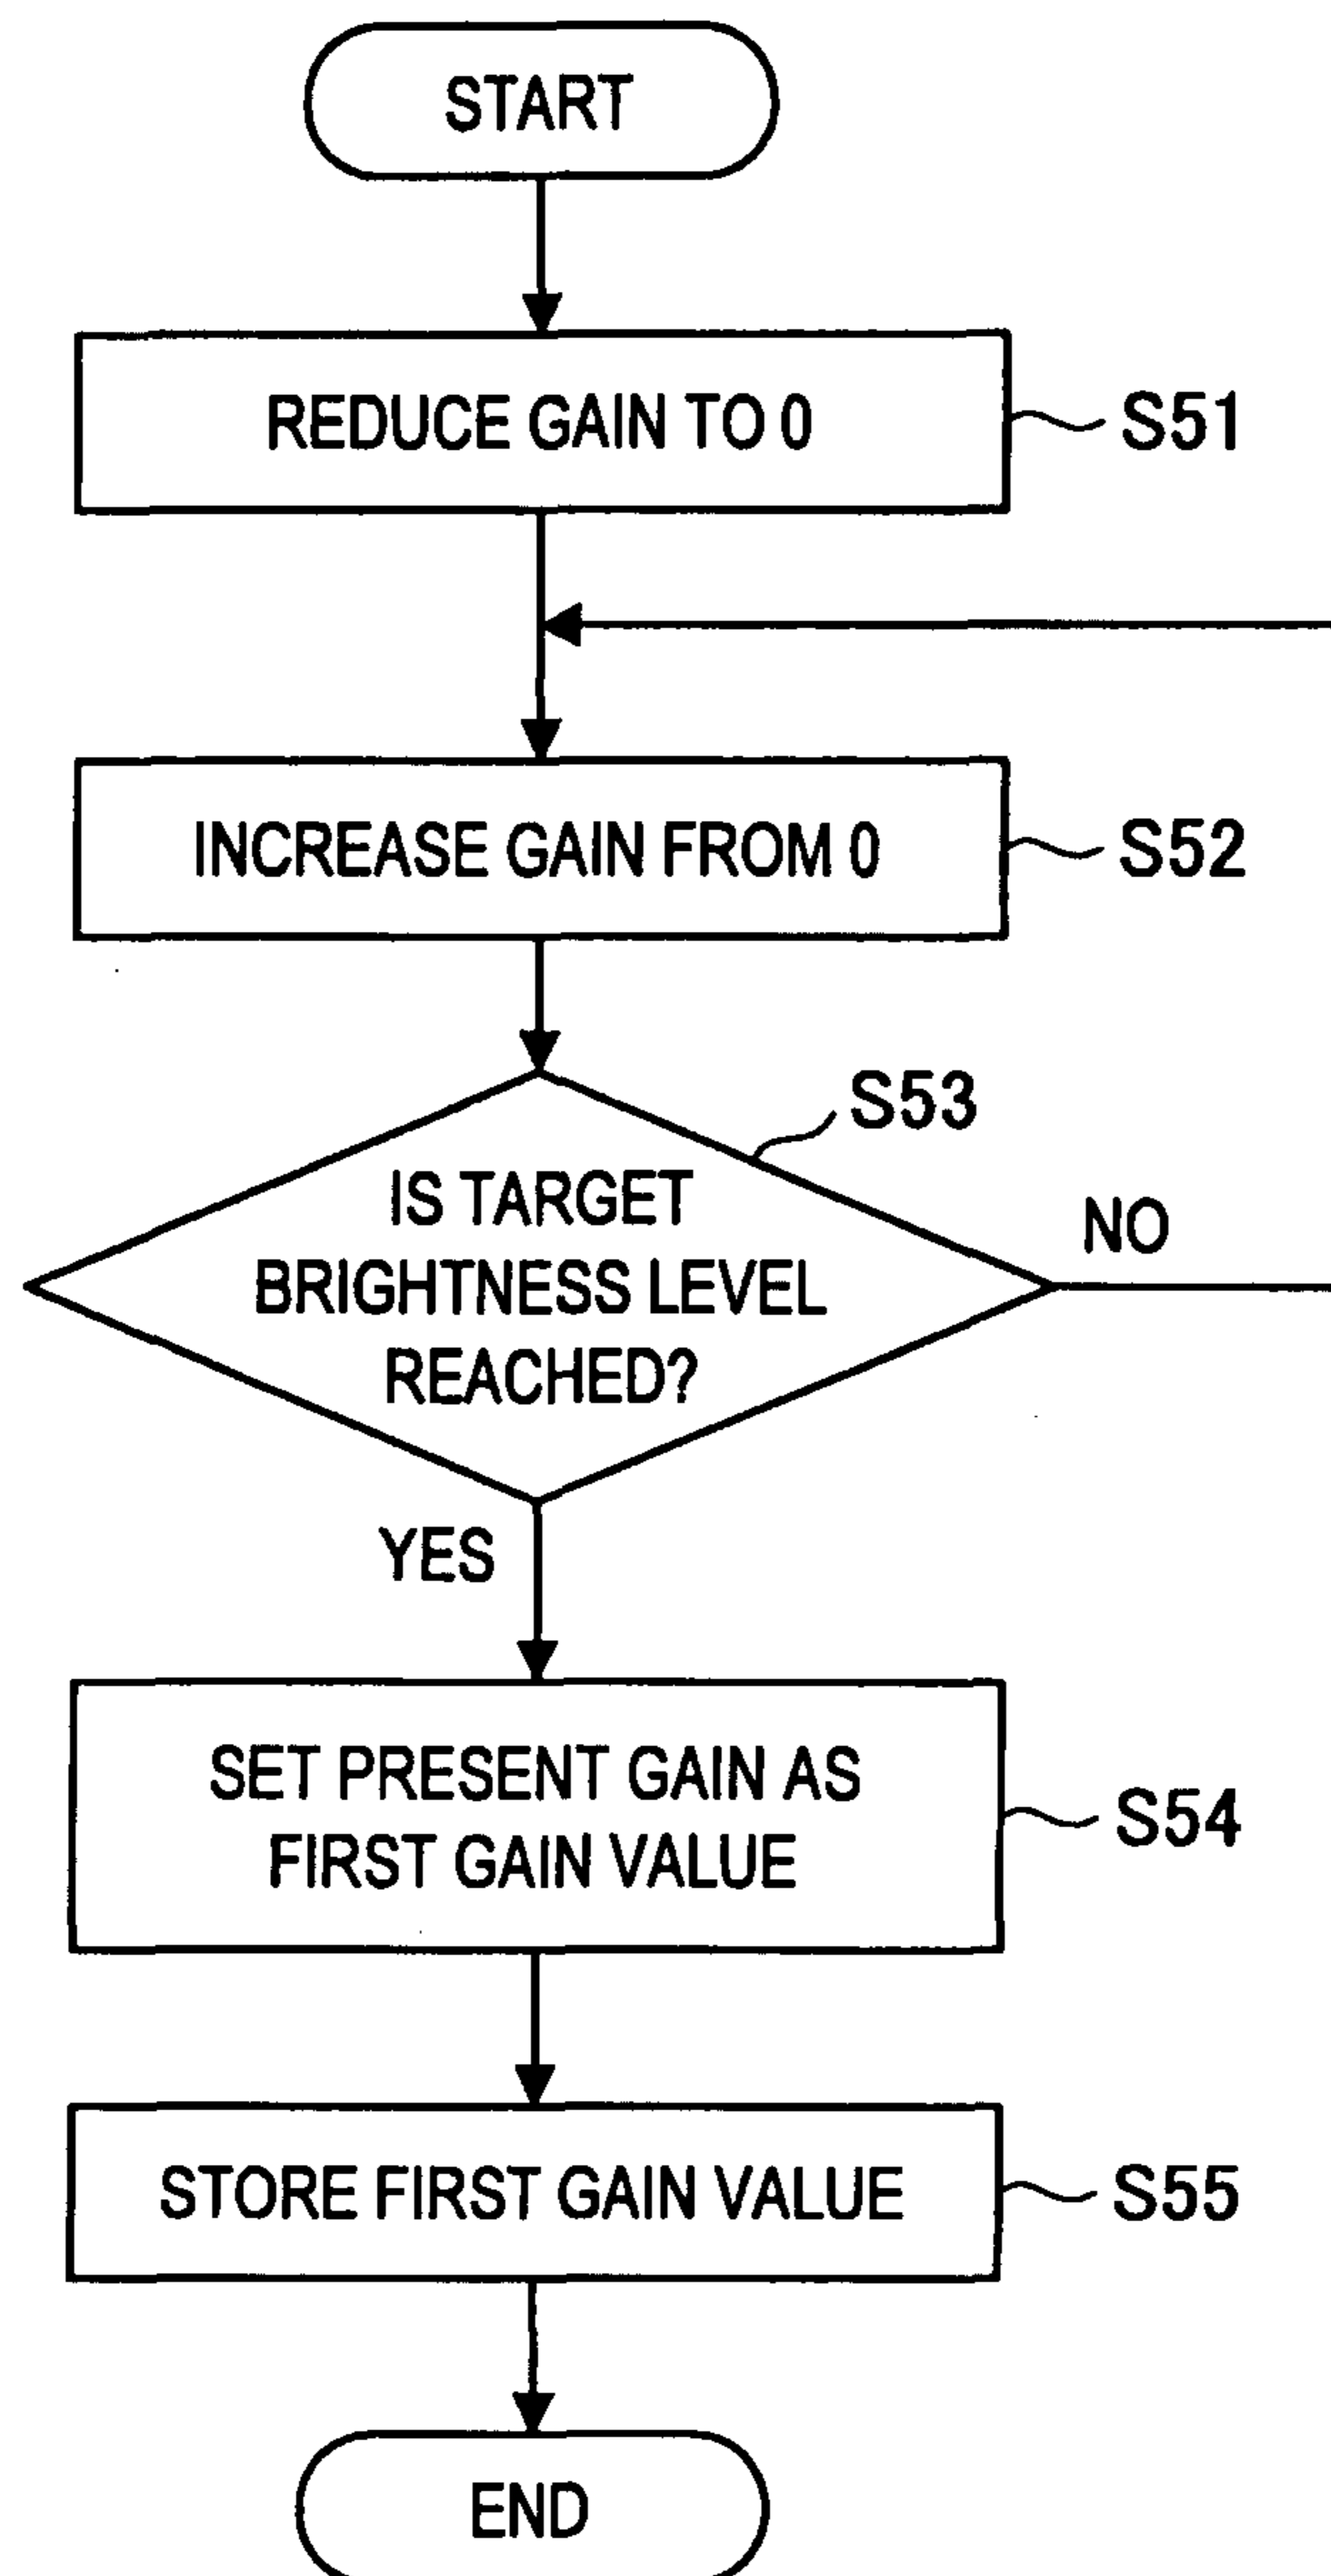 START
REDUCE GAIN TO 0
S51
INCREASE GAIN FROM 0
S52
S53
IS TARGET
BRIGHTNESS LEVEL
REACHED?
NO
YES
SET PRESENT GAIN AS
FIRST GAIN VALUE
S54
STORE FIRST GAIN VALUE
S55
END